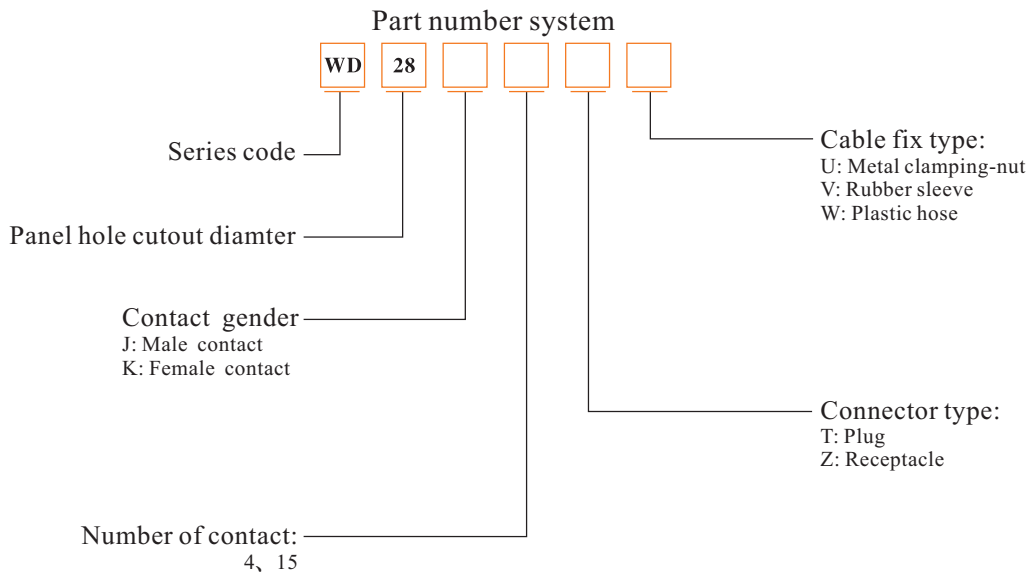 Part number system
WD 28
Series code
Panel hole cutout diamter
Contact gender
J: Male contact
K: Female contact
Number of contact:
4、15
Cable fix type:
U: Metal clamping-nut
V: Rubber sleeve
W: Plastic hose
Connector type:
T: Plug
Z: Receptacle